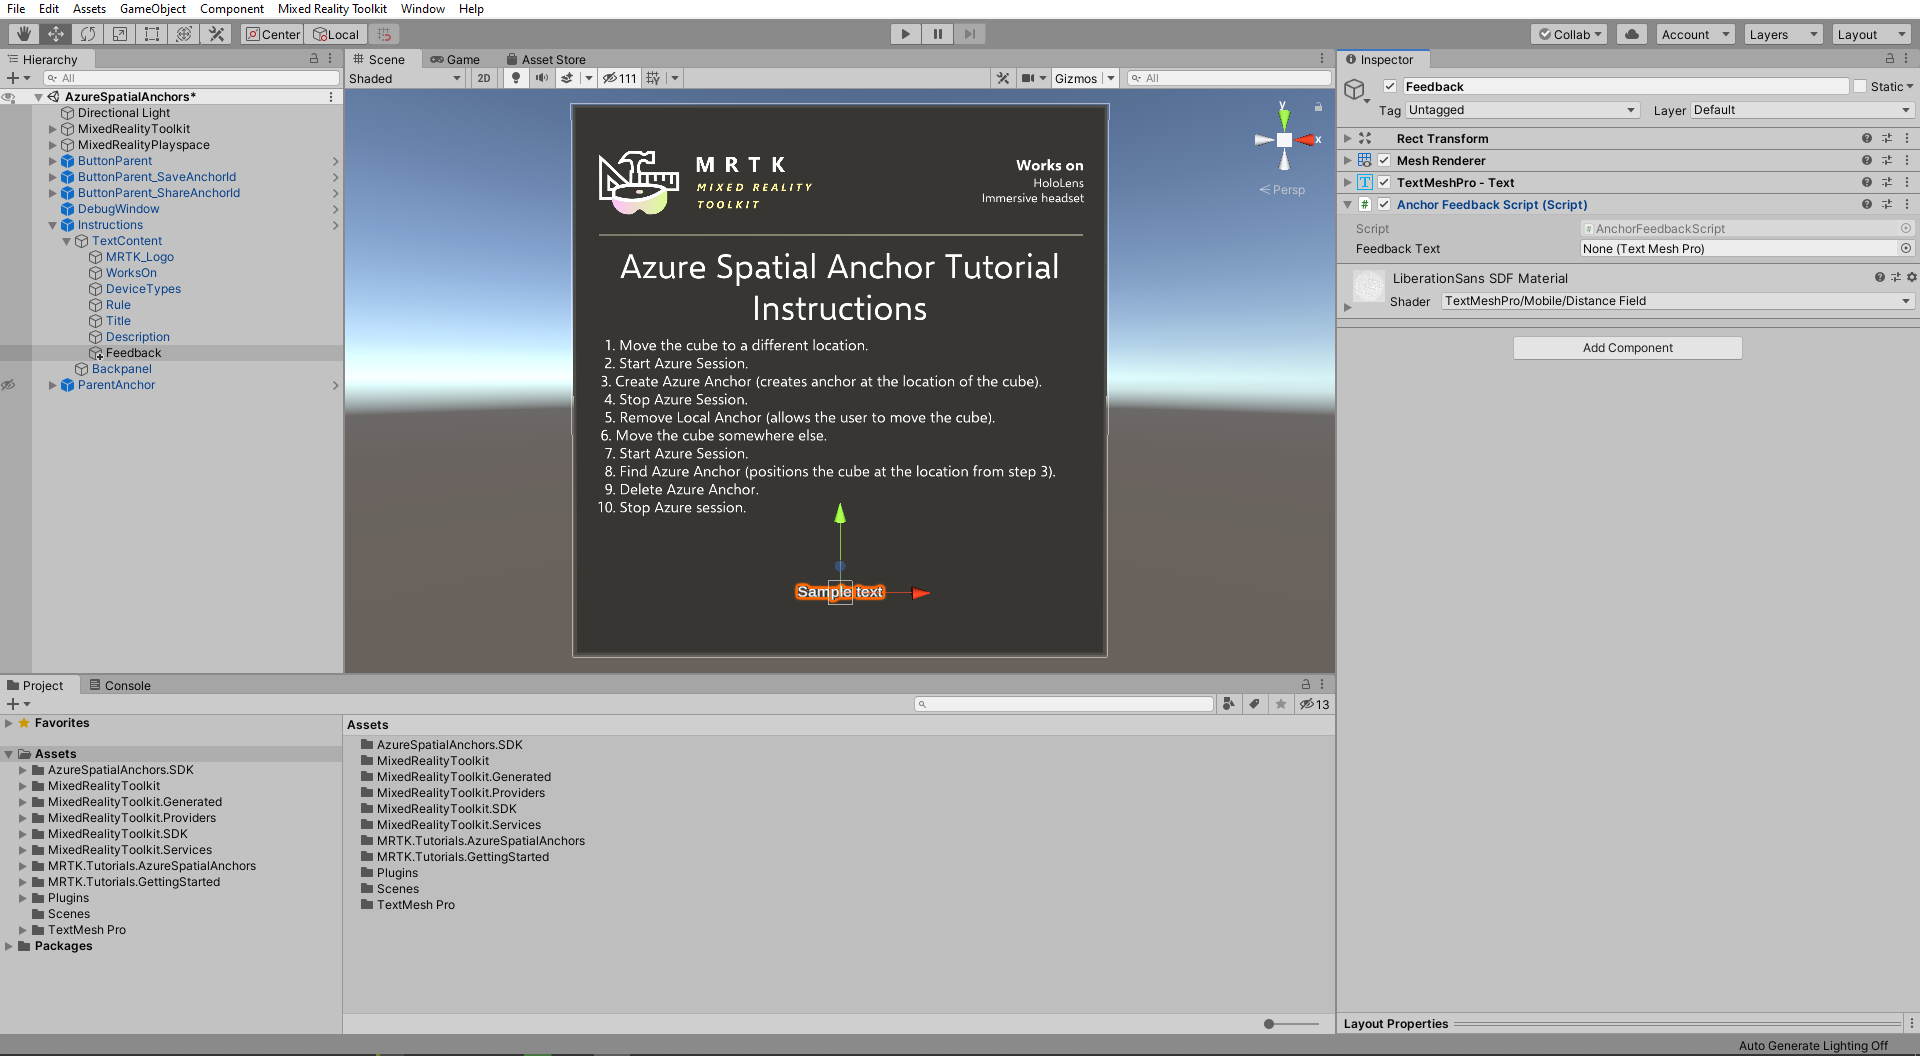 File Edit Assets GameObject Component Mixed Reality Toolkit Window Help
Center Local Collab Account Layers Layout
Hierarchy
All
AzureSpatialAnchors*
Directional Light
MixedRealityToolkit
MixedRealityPlayspace
ButtonParent
ButtonParent_SaveAnchorId
ButtonParent_ShareAnchorId
DebugWindow
Instructions
TextContent
MRTK_Logo
WorksOn
DeviceTypes
Rule
Title
Description
Feedback
Backpanel
ParentAnchor
Scene Game Asset Store
Shaded 2D 111 Gizmos All
y
x
Persp
MRTK
MIXED REALITY
TOOLKIT
Works on
HoloLens
Immersive headset
Azure Spatial Anchor Tutorial
Instructions
1. Move the cube to a different location.
2. Start Azure Session.
3. Create Azure Anchor (creates anchor at the location of the cube).
4. Stop Azure Session.
5. Remove Local Anchor (allows the user to move the cube).
6. Move the cube somewhere else.
7. Start Azure Session.
8. Find Azure Anchor (positions the cube at the location from step 3).
9. Delete Azure Anchor.
10. Stop Azure session.
Sample text
Inspector
Feedback Static
Tag Untagged Layer Default
Rect Transform
Mesh Renderer
TextMeshPro - Text
Anchor Feedback Script (Script)
Script AnchorFeedbackScript
Feedback Text None (Text Mesh Pro)
LiberationSans SDF Material
Shader TextMeshPro/Mobile/Distance Field
Add Component
Layout Properties
Project Console
13
Favorites
Assets
AzureSpatialAnchors.SDK
MixedRealityToolkit
MixedRealityToolkit.Generated
MixedRealityToolkit.Providers
MixedRealityToolkit.SDK
MixedRealityToolkit.Services
MRTK.Tutorials.AzureSpatialAnchors
MRTK.Tutorials.GettingStarted
Plugins
Scenes
TextMesh Pro
Packages
Assets
AzureSpatialAnchors.SDK
MixedRealityToolkit
MixedRealityToolkit.Generated
MixedRealityToolkit.Providers
MixedRealityToolkit.SDK
MixedRealityToolkit.Services
MRTK.Tutorials.AzureSpatialAnchors
MRTK.Tutorials.GettingStarted
Plugins
Scenes
TextMesh Pro
Auto Generate Lighting Off